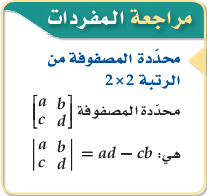 مراجعة المفردات
محدّدة المصفوفة من
الرتبة 2×2
محدّدة المصفوفة [a b
c d]
هي: |a b
c d| = ad − cb